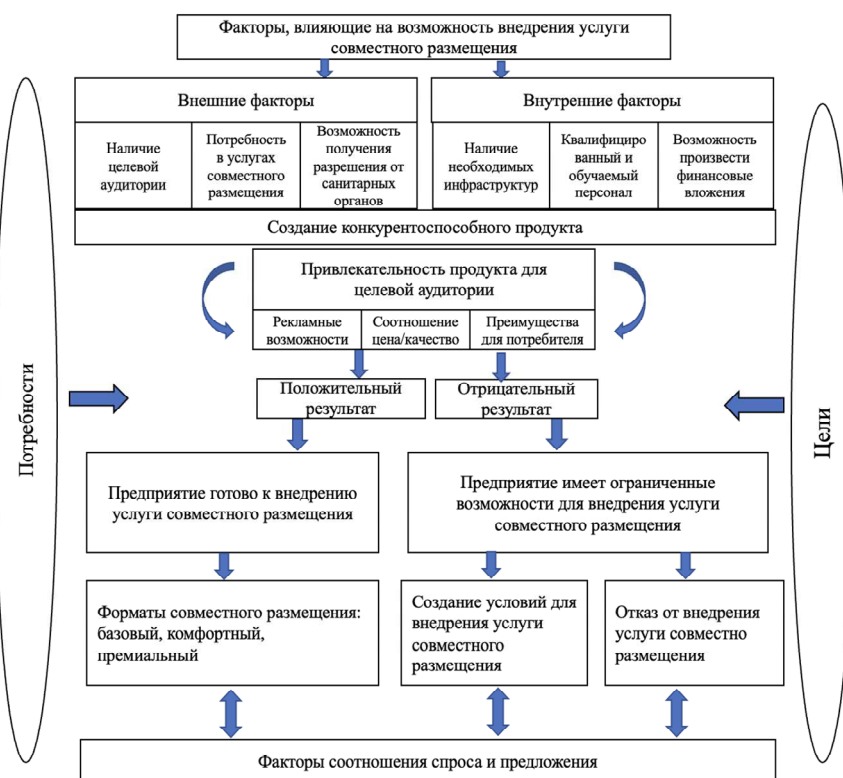 Факторы, влияющие на возможность внедрения услуги
совместного размещения
Внешние факторы
Внутренние факторы
Наличие
целевой
аудитории
Потребность
в услугах
совместного
размещения
Возможность
получения
разрешения от
санитарных
органов
Наличие
необходимых
инфраструктур
Квалифициро
ванный и
обучаемый
персонал
Возможность
произвести
финансовые
вложения
Создание конкурентоспособного продукта
Привлекательность продукта для
целевой аудитории
Рекламные
возможности
Соотношение
цена/качество
Преимущества
для потребителя
Потребности
Цели
Положительный
результат
Отрицательный
результат
Предприятие готово к внедрению
услуги совместного размещения
Предприятие имеет ограниченные
возможности для внедрения услуги
совместного размещения
Форматы совместного размещения:
базовый, комфортный,
премиальный
Создание условий для
внедрения услуги
совместного
размещения
Отказ от внедрения
услуги совместно
размещения
Факторы соотношения спроса и предложения